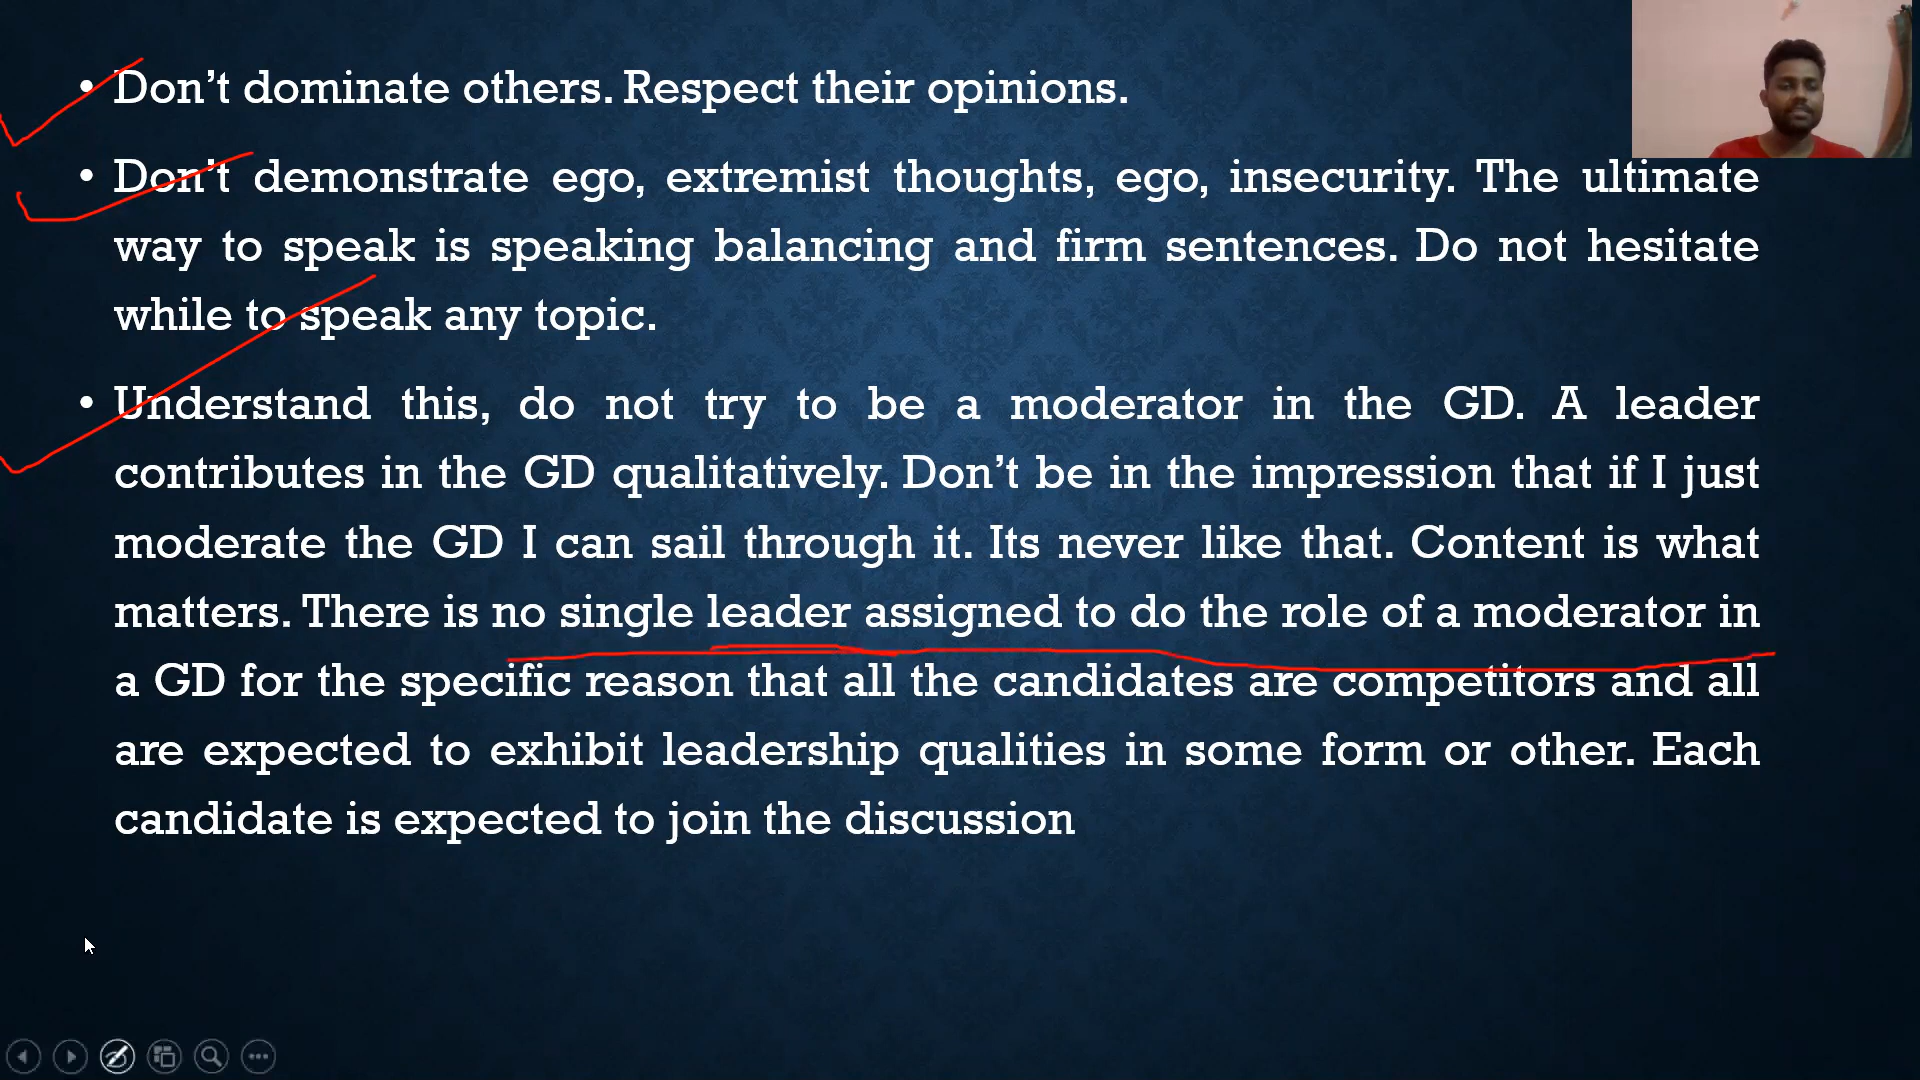 • Don't dominate others. Respect their opinions.
• Don't demonstrate ego, extremist thoughts, ego, insecurity. The ultimate
way to speak is speaking balancing and firm sentences. Do not hesitate
while to speak any topic.
• Understand this, do not try to be a moderator in the GD. A leader
contributes in the GD qualitatively. Don't be in the impression that if I just
moderate the GD I can sail through it. Its never like that. Content is what
matters. There is no single leader assigned to do the role of a moderator in
a GD for the specific reason that all the candidates are competitors and all
are expected to exhibit leadership qualities in some form or other. Each
candidate is expected to join the discussion